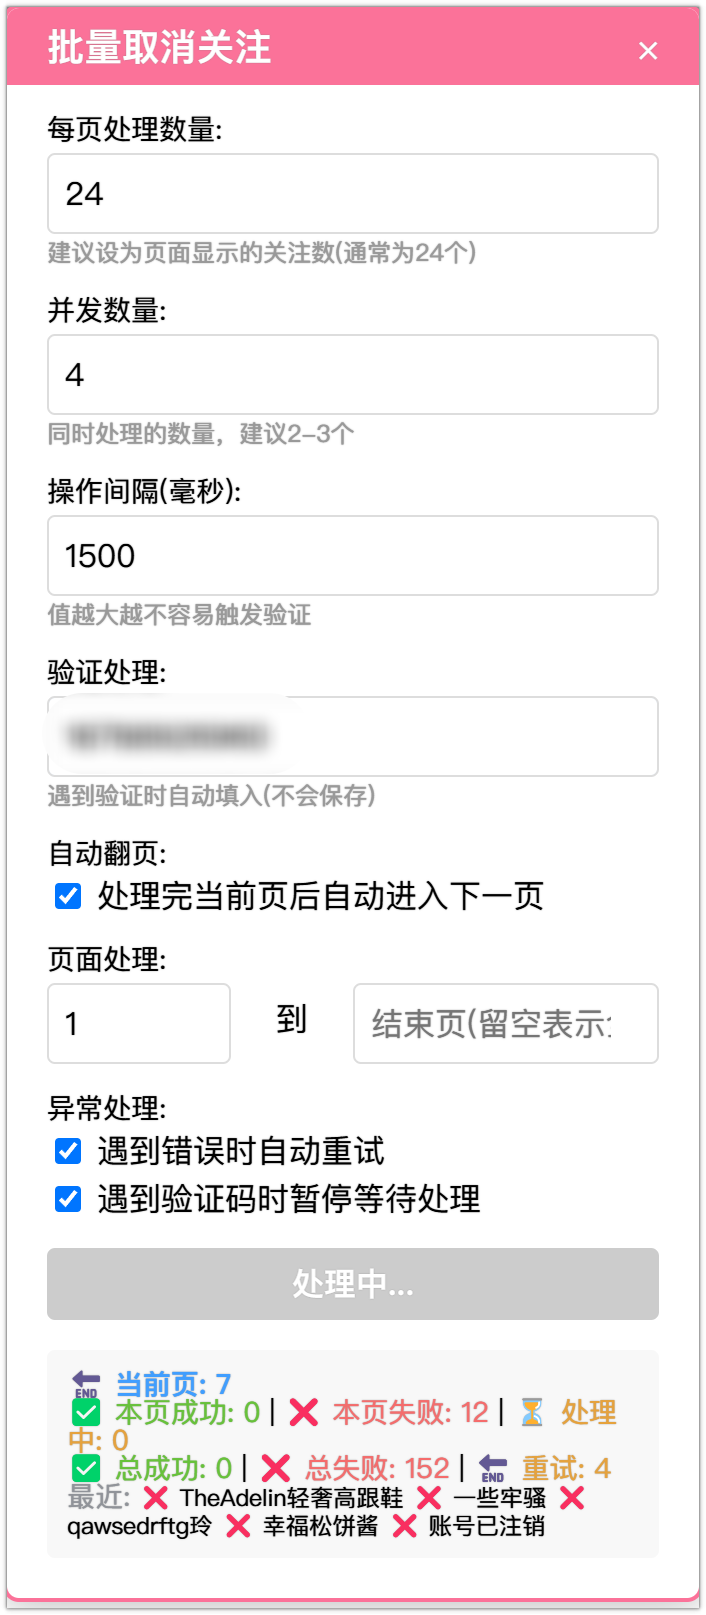 批量取消关注 ×
每页处理数量:
24
建议设为页面显示的关注数(通常为24个)
并发数量:
4
同时处理的数量，建议2-3个
操作间隔(毫秒):
1500
值越大越不容易触发验证
验证处理:
遇到验证时自动填入(不会保存)
自动翻页:
处理完当前页后自动进入下一页
页面处理:
1 到 结束页(留空表示
异常处理:
遇到错误时自动重试
遇到验证码时暂停等待处理
处理中...
🔚 当前页: 7
✅ 本页成功: 0 | ❌ 本页失败: 12 | ⏳ 处理
中: 0
✅ 总成功: 0 | ❌ 总失败: 152 | 🔚 重试: 4
最近: ❌ TheAdelin轻奢高跟鞋 ❌ 一些牢骚 ❌
qawsedrftg玲 ❌ 幸福松饼酱 ❌ 账号已注销